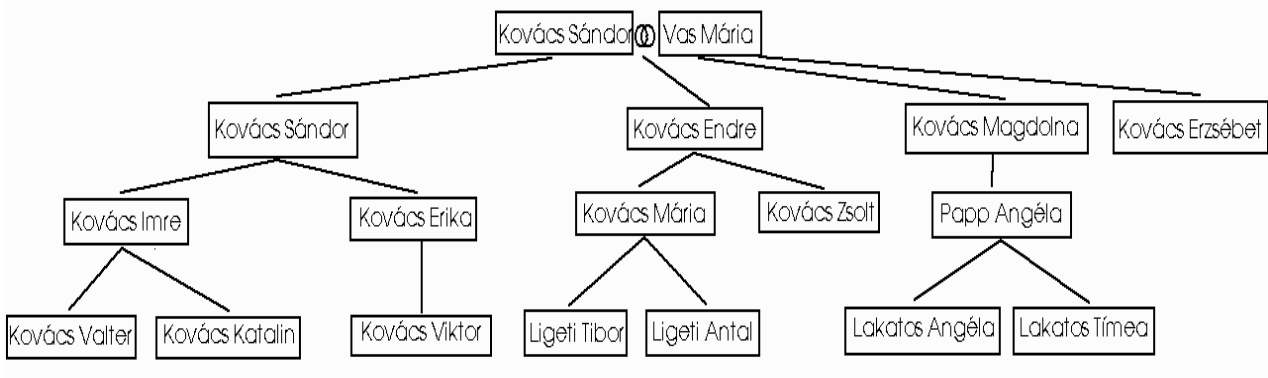 Kovács Sándor Vas Mária
Kovács Sándor Kovács Endre Kovács Magdolna Kovács Erzsébet
Kovács Imre Kovács Erika Kovács Mária Kovács Zsolt Papp Angéla
Kovács Valter Kovács Katalin Kovács Viktor Ligeti Tibor Ligeti Antal Lakatos Angéla Lakatos Tímea